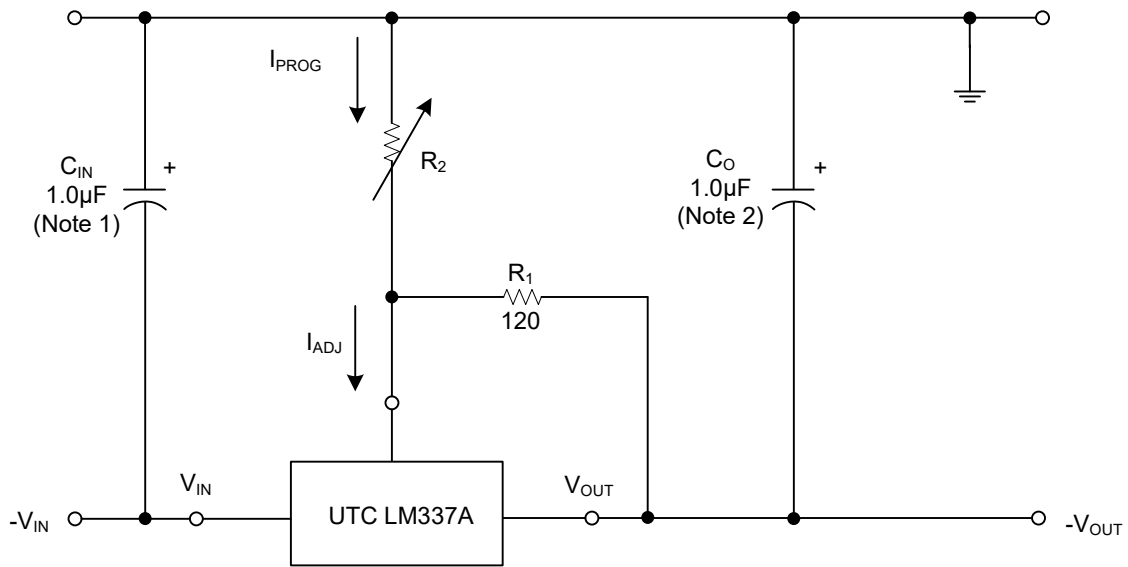 I_PROG
R_2
C_IN
1.0µF
(Note 1)
+
C_O
1.0µF
(Note 2)
+
R_1
120
I_ADJ
-V_IN
V_IN
UTC LM337A
V_OUT
-V_OUT